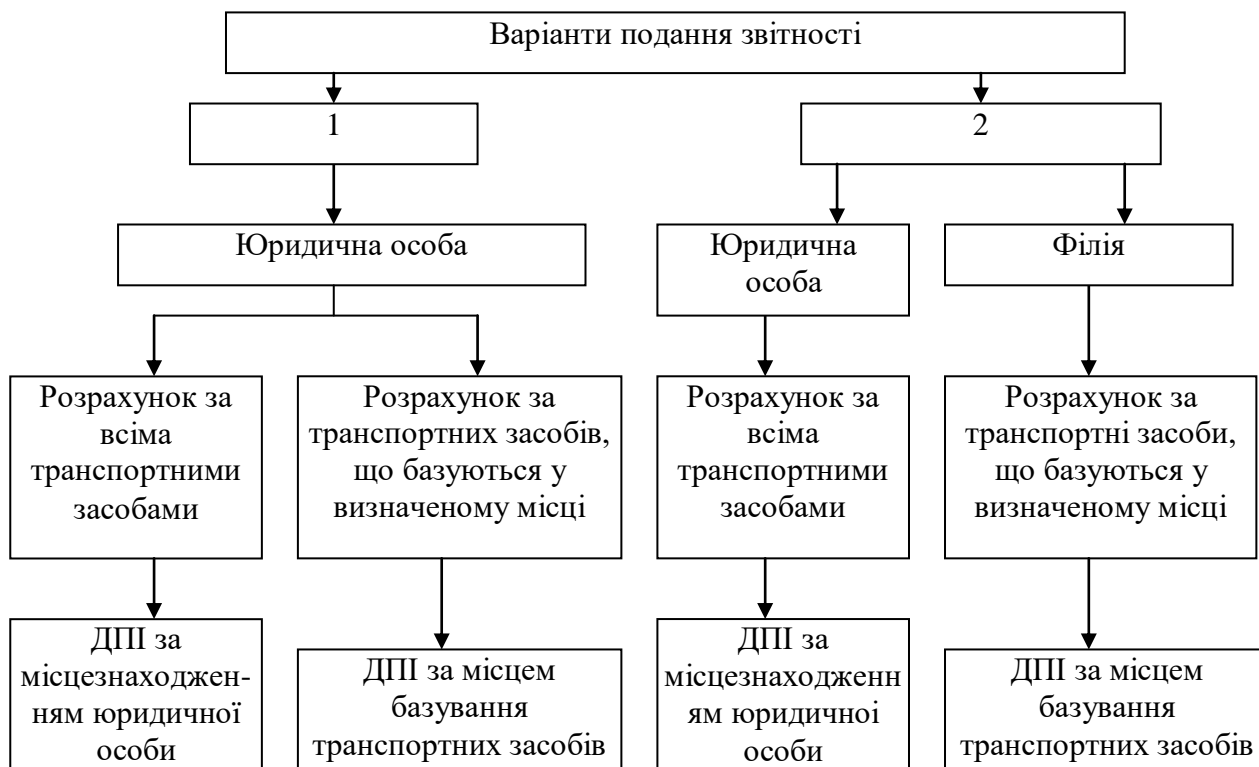 Варіанти подання звітності
1
2
Юридична особа
Юридична
особа
Філія
Розрахунок за
всіма
транспортними
засобами
Розрахунок за
транспортних засобів,
що базуються у
визначеному місці
Розрахунок за
всіма
транспортними
засобами
Розрахунок за
транспортні засоби,
що базуються у
визначеному місці
ДПІ за
місцезнаходжен-
ням юридичної
особи
ДПІ за місцем
базування
транспортних засобів
ДПІ за
місцезнаходженн
ям юридичної
особи
ДПІ за місцем
базування
транспортних засобів